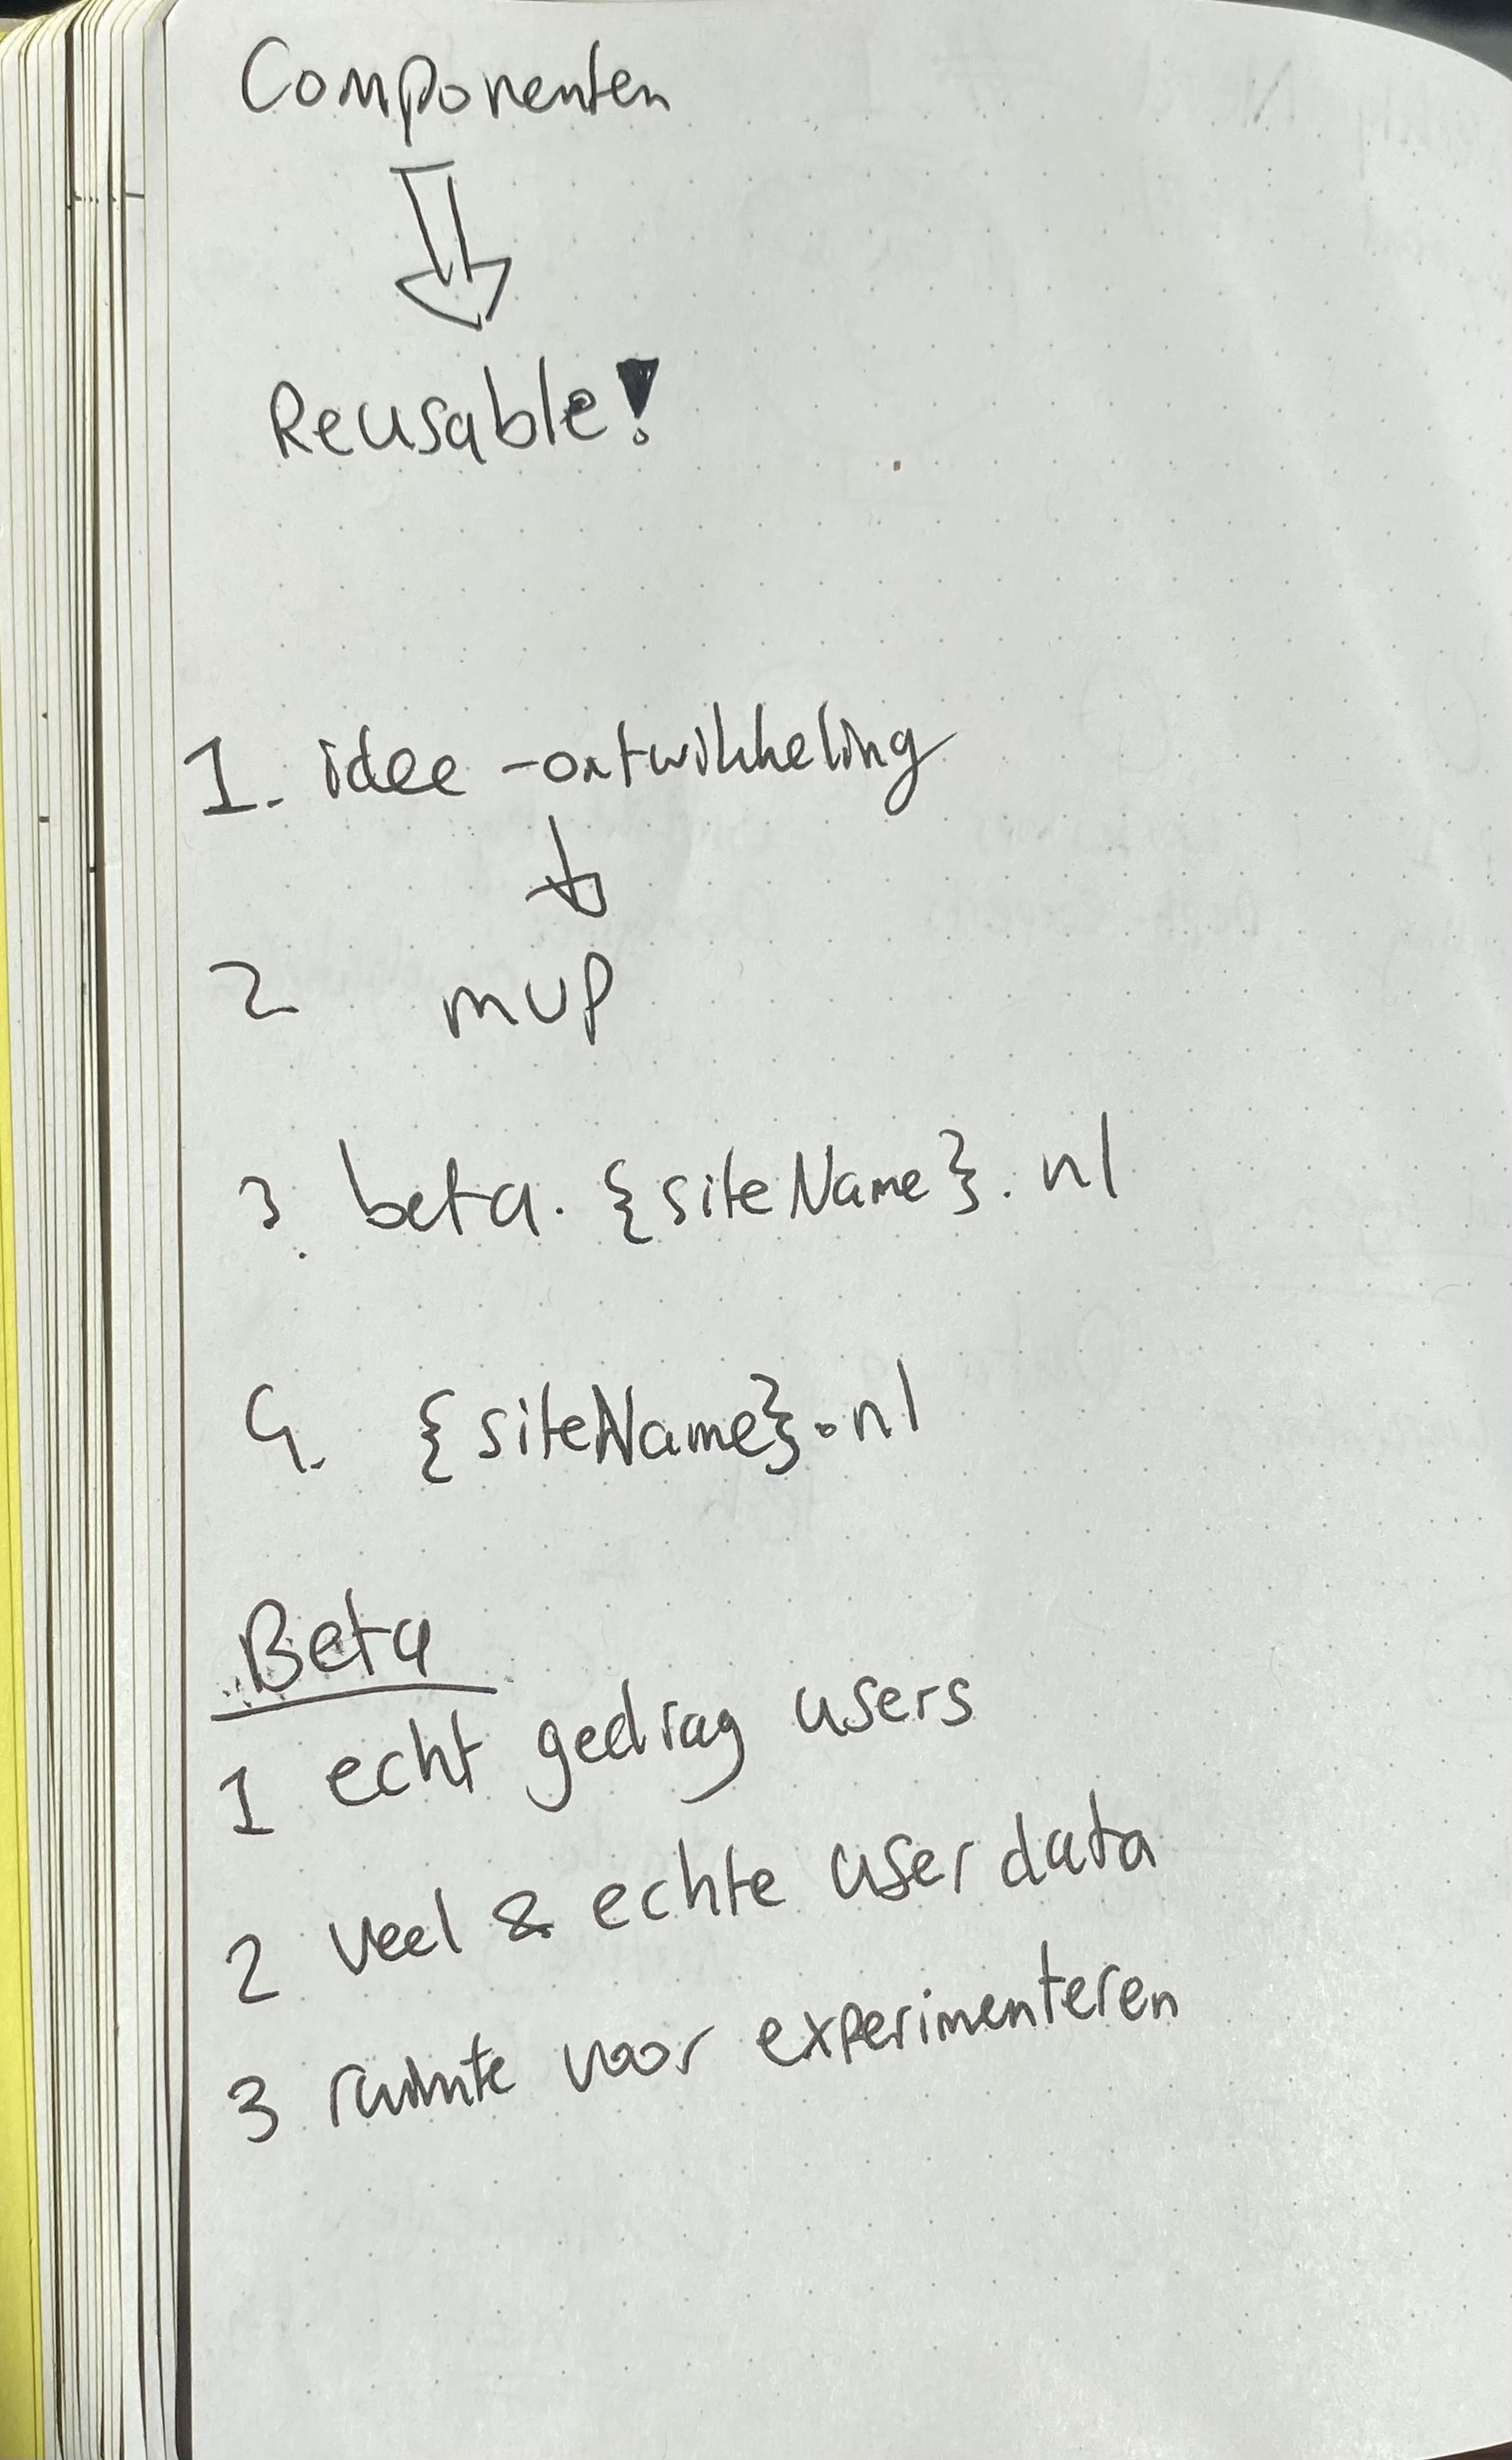 Componenten
Reusable!
1. idee - ontwikkeling
2 MVP
3. beta. {siteName}. nl
4. {siteName}.nl
Beta
1 echt gedrag users
2 veel & echte user data
3 ruimte voor experimenteren